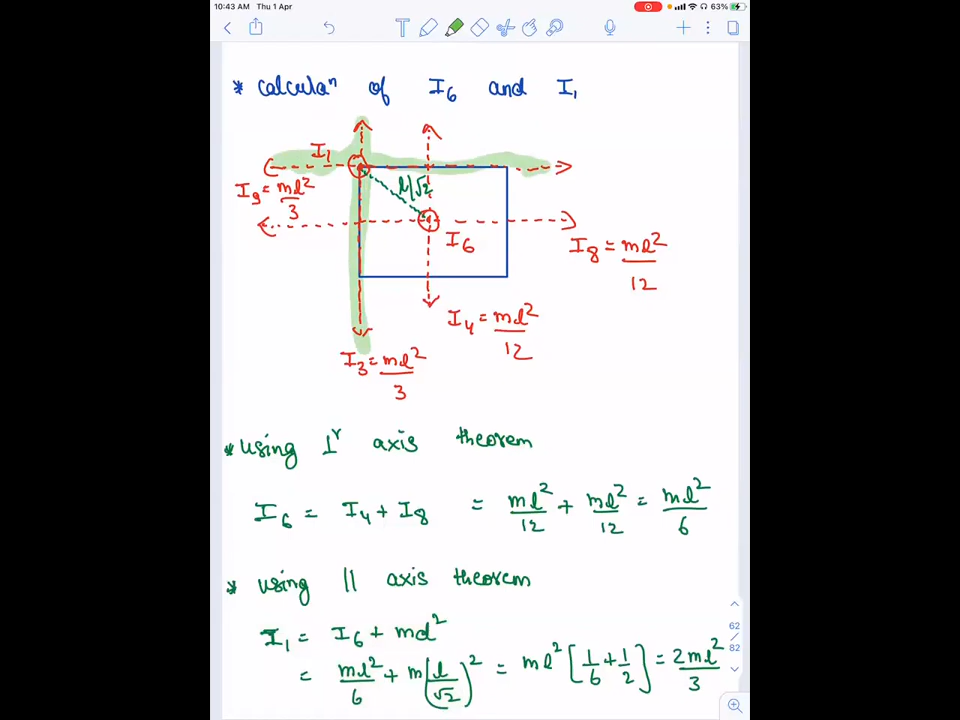 10:43 AM Thu 1 Apr 63%
* calculaⁿ of I₆ and I₁
I₁
l/√2
I₉ = ml²/3
I₆
I₈ = ml²/12
I₄ = ml²/12
I₃ = ml²/3
* using ⊥ʳ axis theorem
I₆ = I₄ + I₈ = ml²/12 + ml²/12 = ml²/6
* using || axis theorem
I₁ = I₆ + md²
= ml²/6 + m(l/√2)² = ml² [1/6 + 1/2] = 2ml²/3
62
/
82